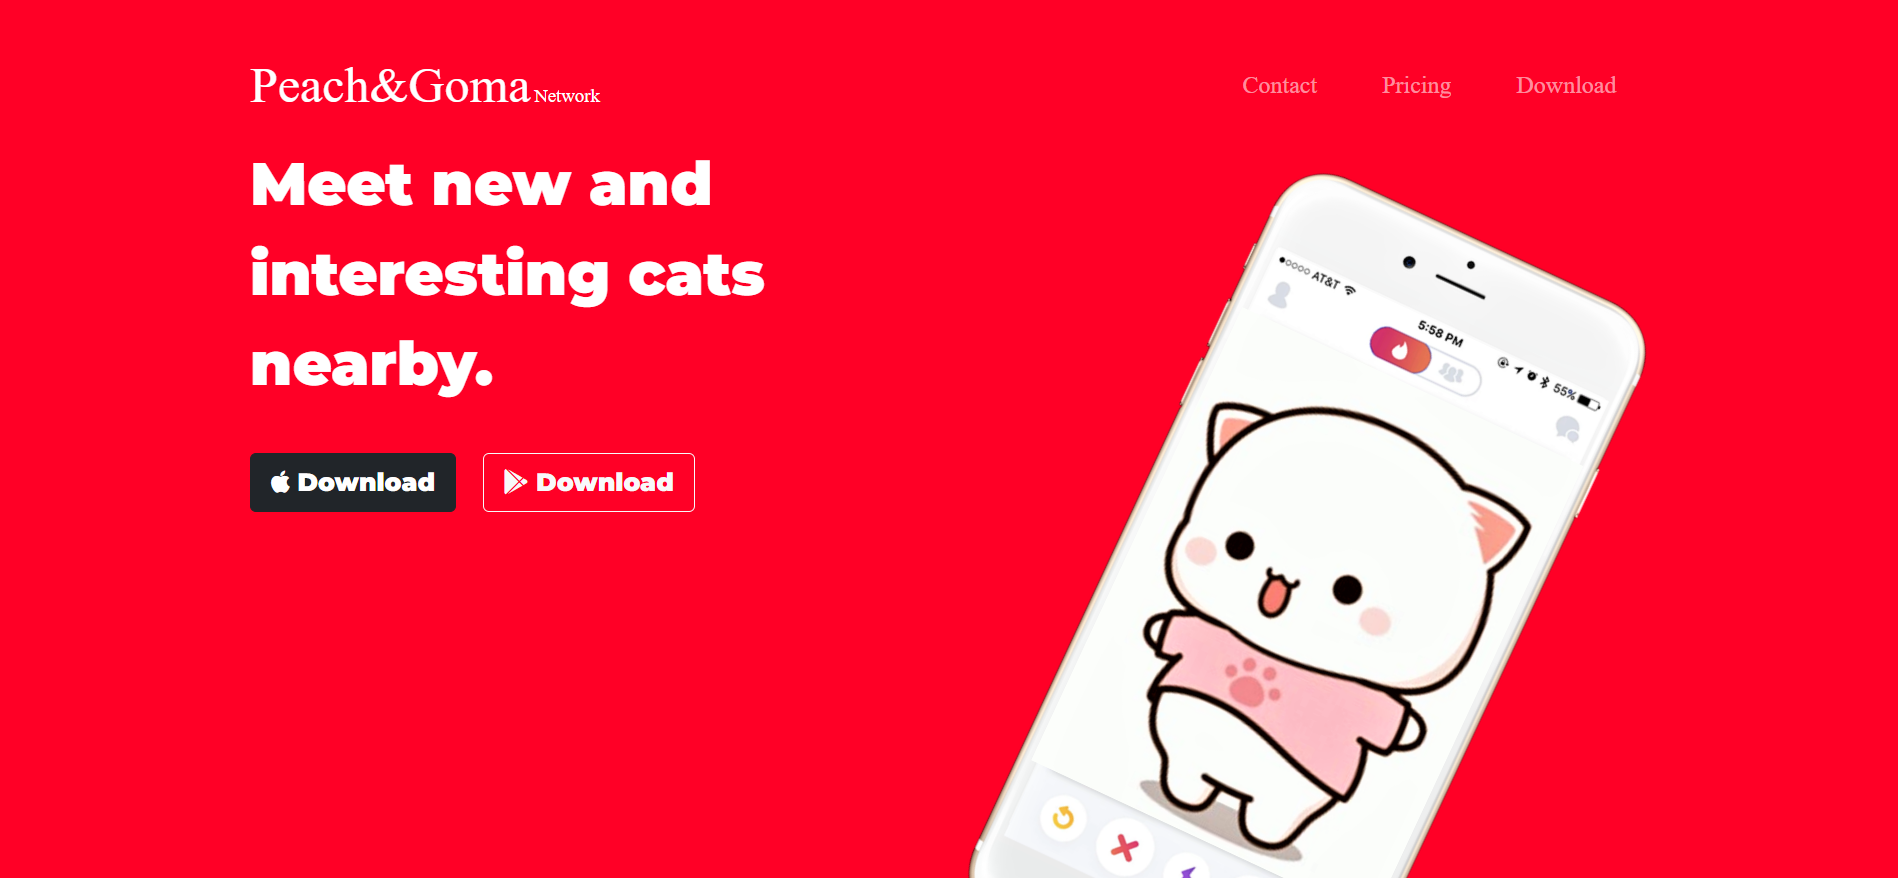 Peach&Goma Network
Contact Pricing Download
Meet new and
interesting cats
nearby.
Download Download
AT&T
5:58 PM
55%